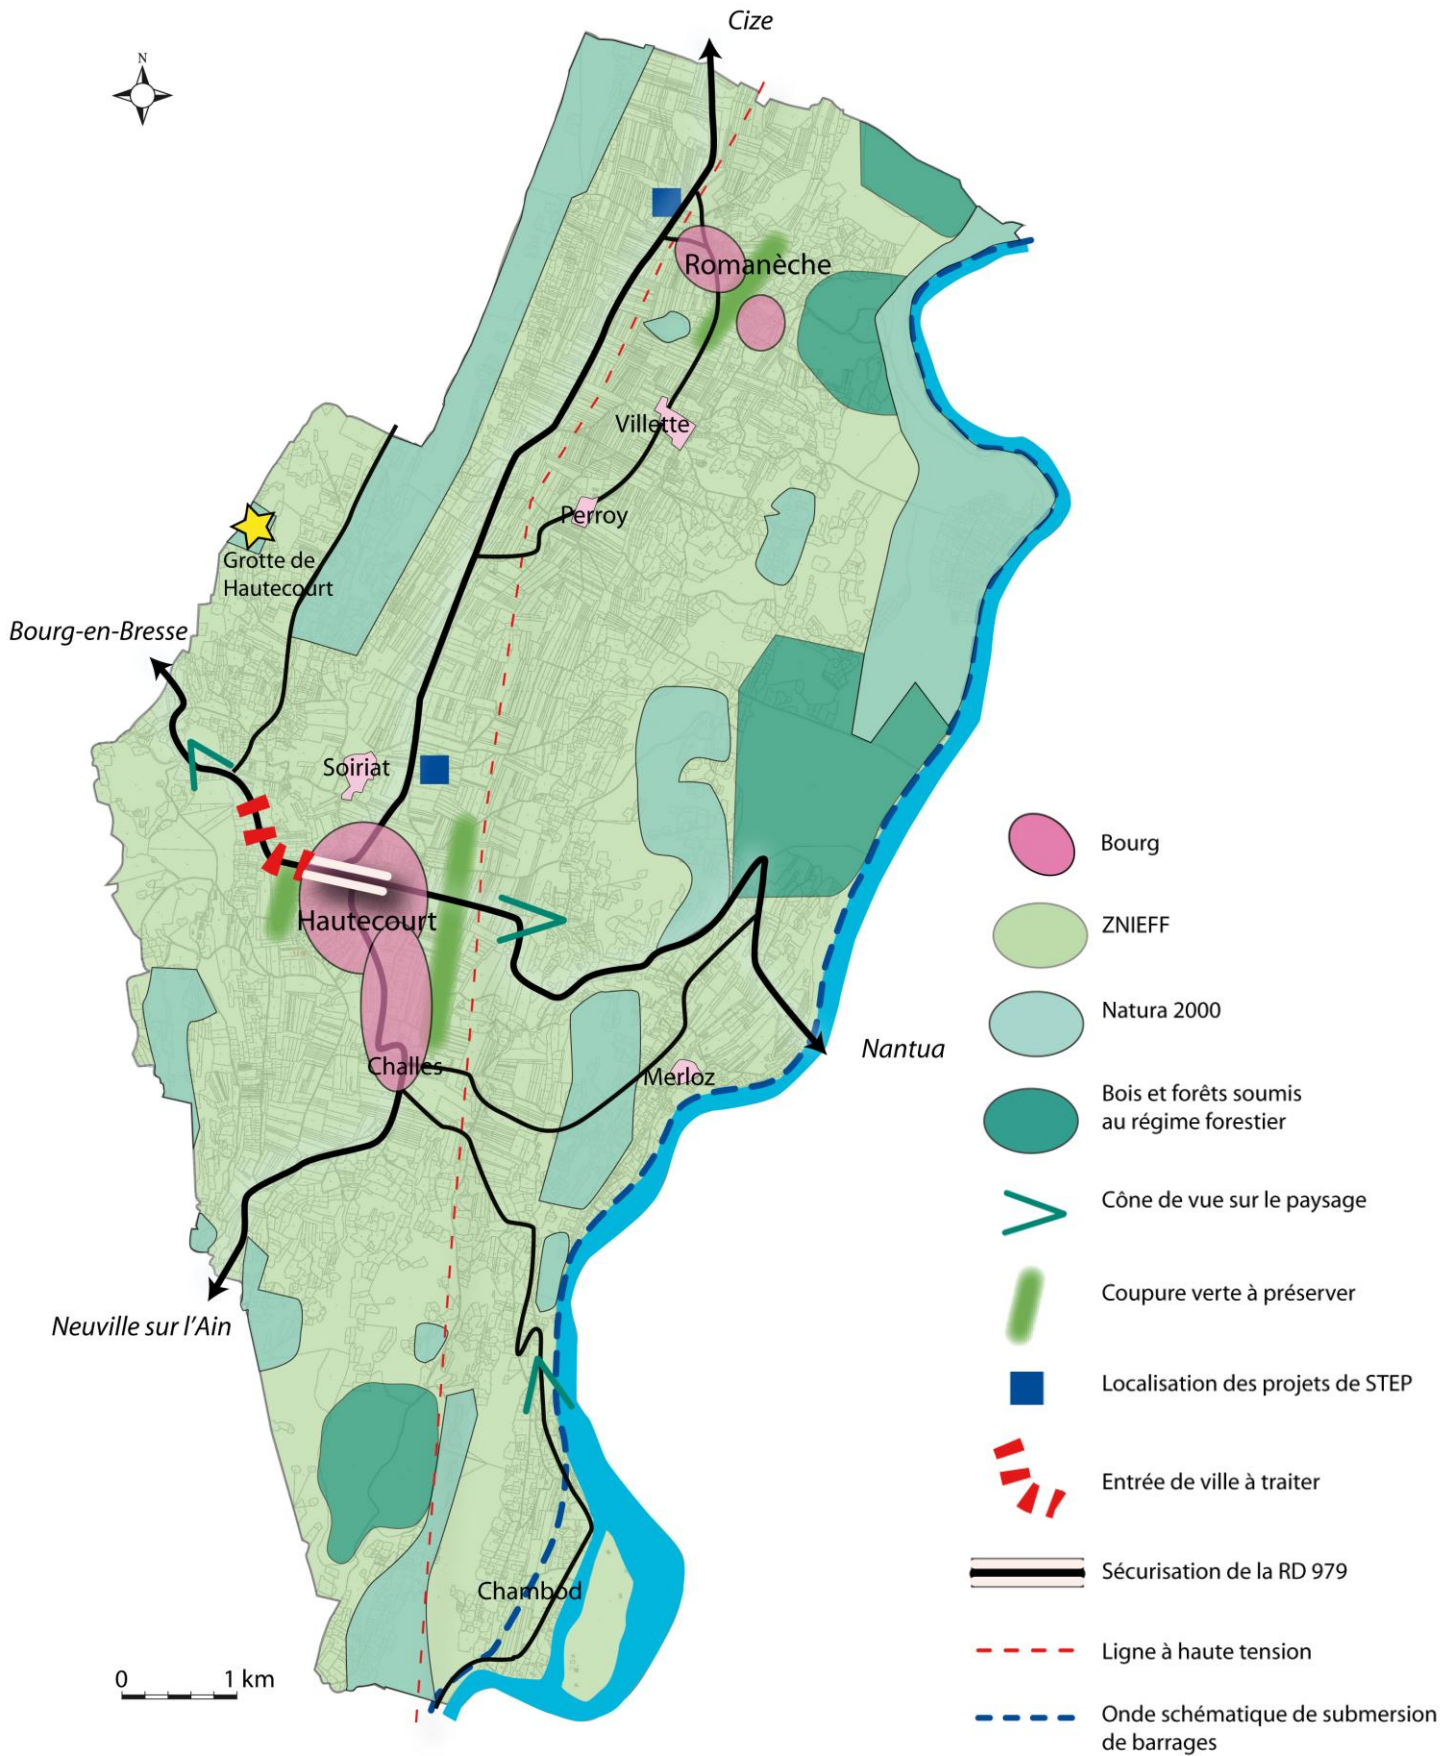 Cize
N
Romanèche
Villette
Perroy
Grotte de
Hautecourt
Bourg-en-Bresse
Soiriat
Hautecourt
Challes
Merloz
Nantua
Neuville sur l'Ain
Chambod
0 1 km
Bourg
ZNIEFF
Natura 2000
Bois et forêts soumis
au régime forestier
Cône de vue sur le paysage
Coupure verte à préserver
Localisation des projets de STEP
Entrée de ville à traiter
Sécurisation de la RD 979
Ligne à haute tension
Onde schématique de submersion
de barrages